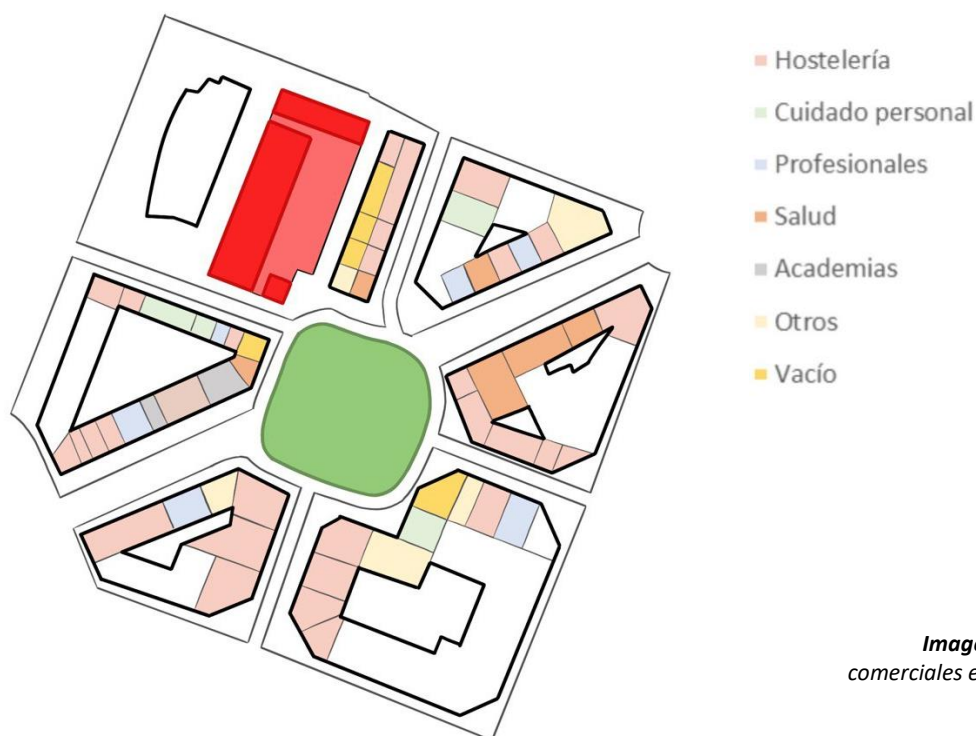 Hostelería
Cuidado personal
Profesionales
Salud
Academias
Otros
Vacío
comerciales